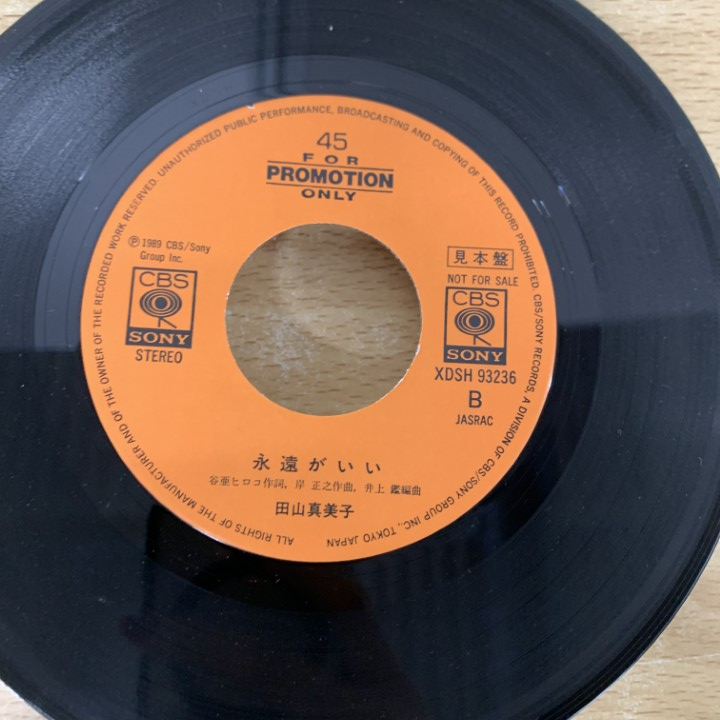 ALL RIGHTS OF THE MANUFACTURER AND OF THE OWNER OF THE RECORDED WORK RESERVED. UNAUTHORIZED PUBLIC PERFORMANCE, BROADCASTING AND COPYING OF THIS RECORD PROHIBITED. CBS/SONY RECORDS, A DIVISION OF CBS/SONY GROUP INC., TOKYO JAPAN
45
FOR
PROMOTION
ONLY
℗ 1989 CBS/Sony
Group Inc.
CBS
SONY
STEREO
見本盤
NOT FOR SALE
CBS
SONY
XDSH 93236
B
JASRAC
永遠がいい
谷亜ヒロコ作詞, 岸 正之作曲, 井上 鑑編曲
田山真美子